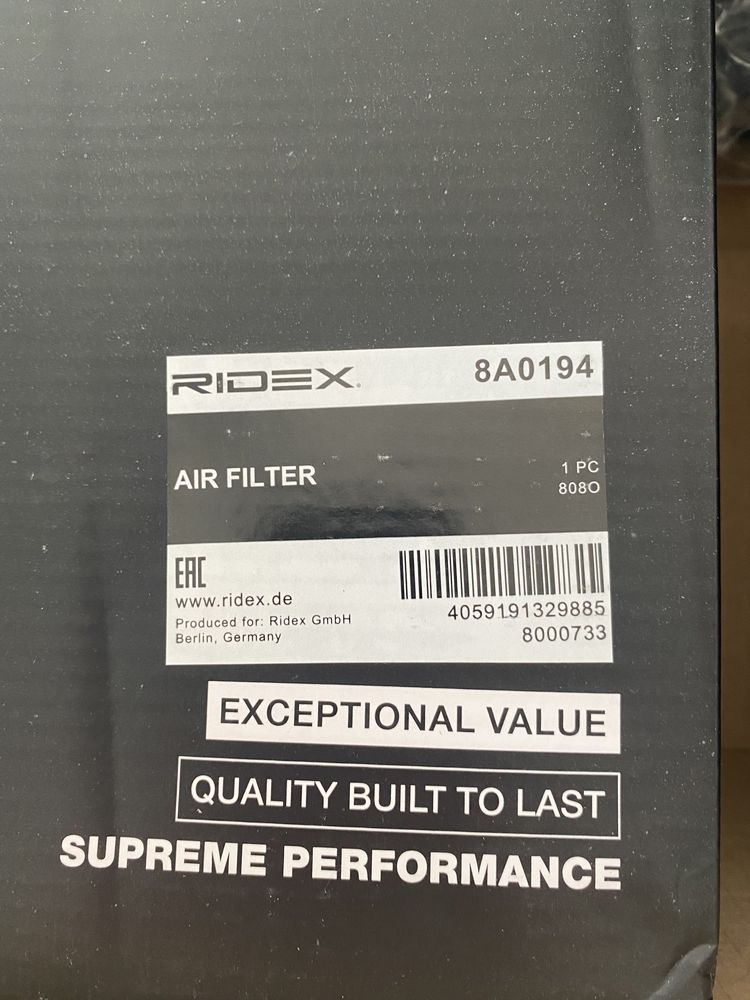 RIDEX
8A0194
AIR FILTER
1 PC
808O
EAC
www.ridex.de
Produced for: Ridex GmbH
Berlin, Germany
4059191329885
8000733
EXCEPTIONAL VALUE
QUALITY BUILT TO LAST
SUPREME PERFORMANCE